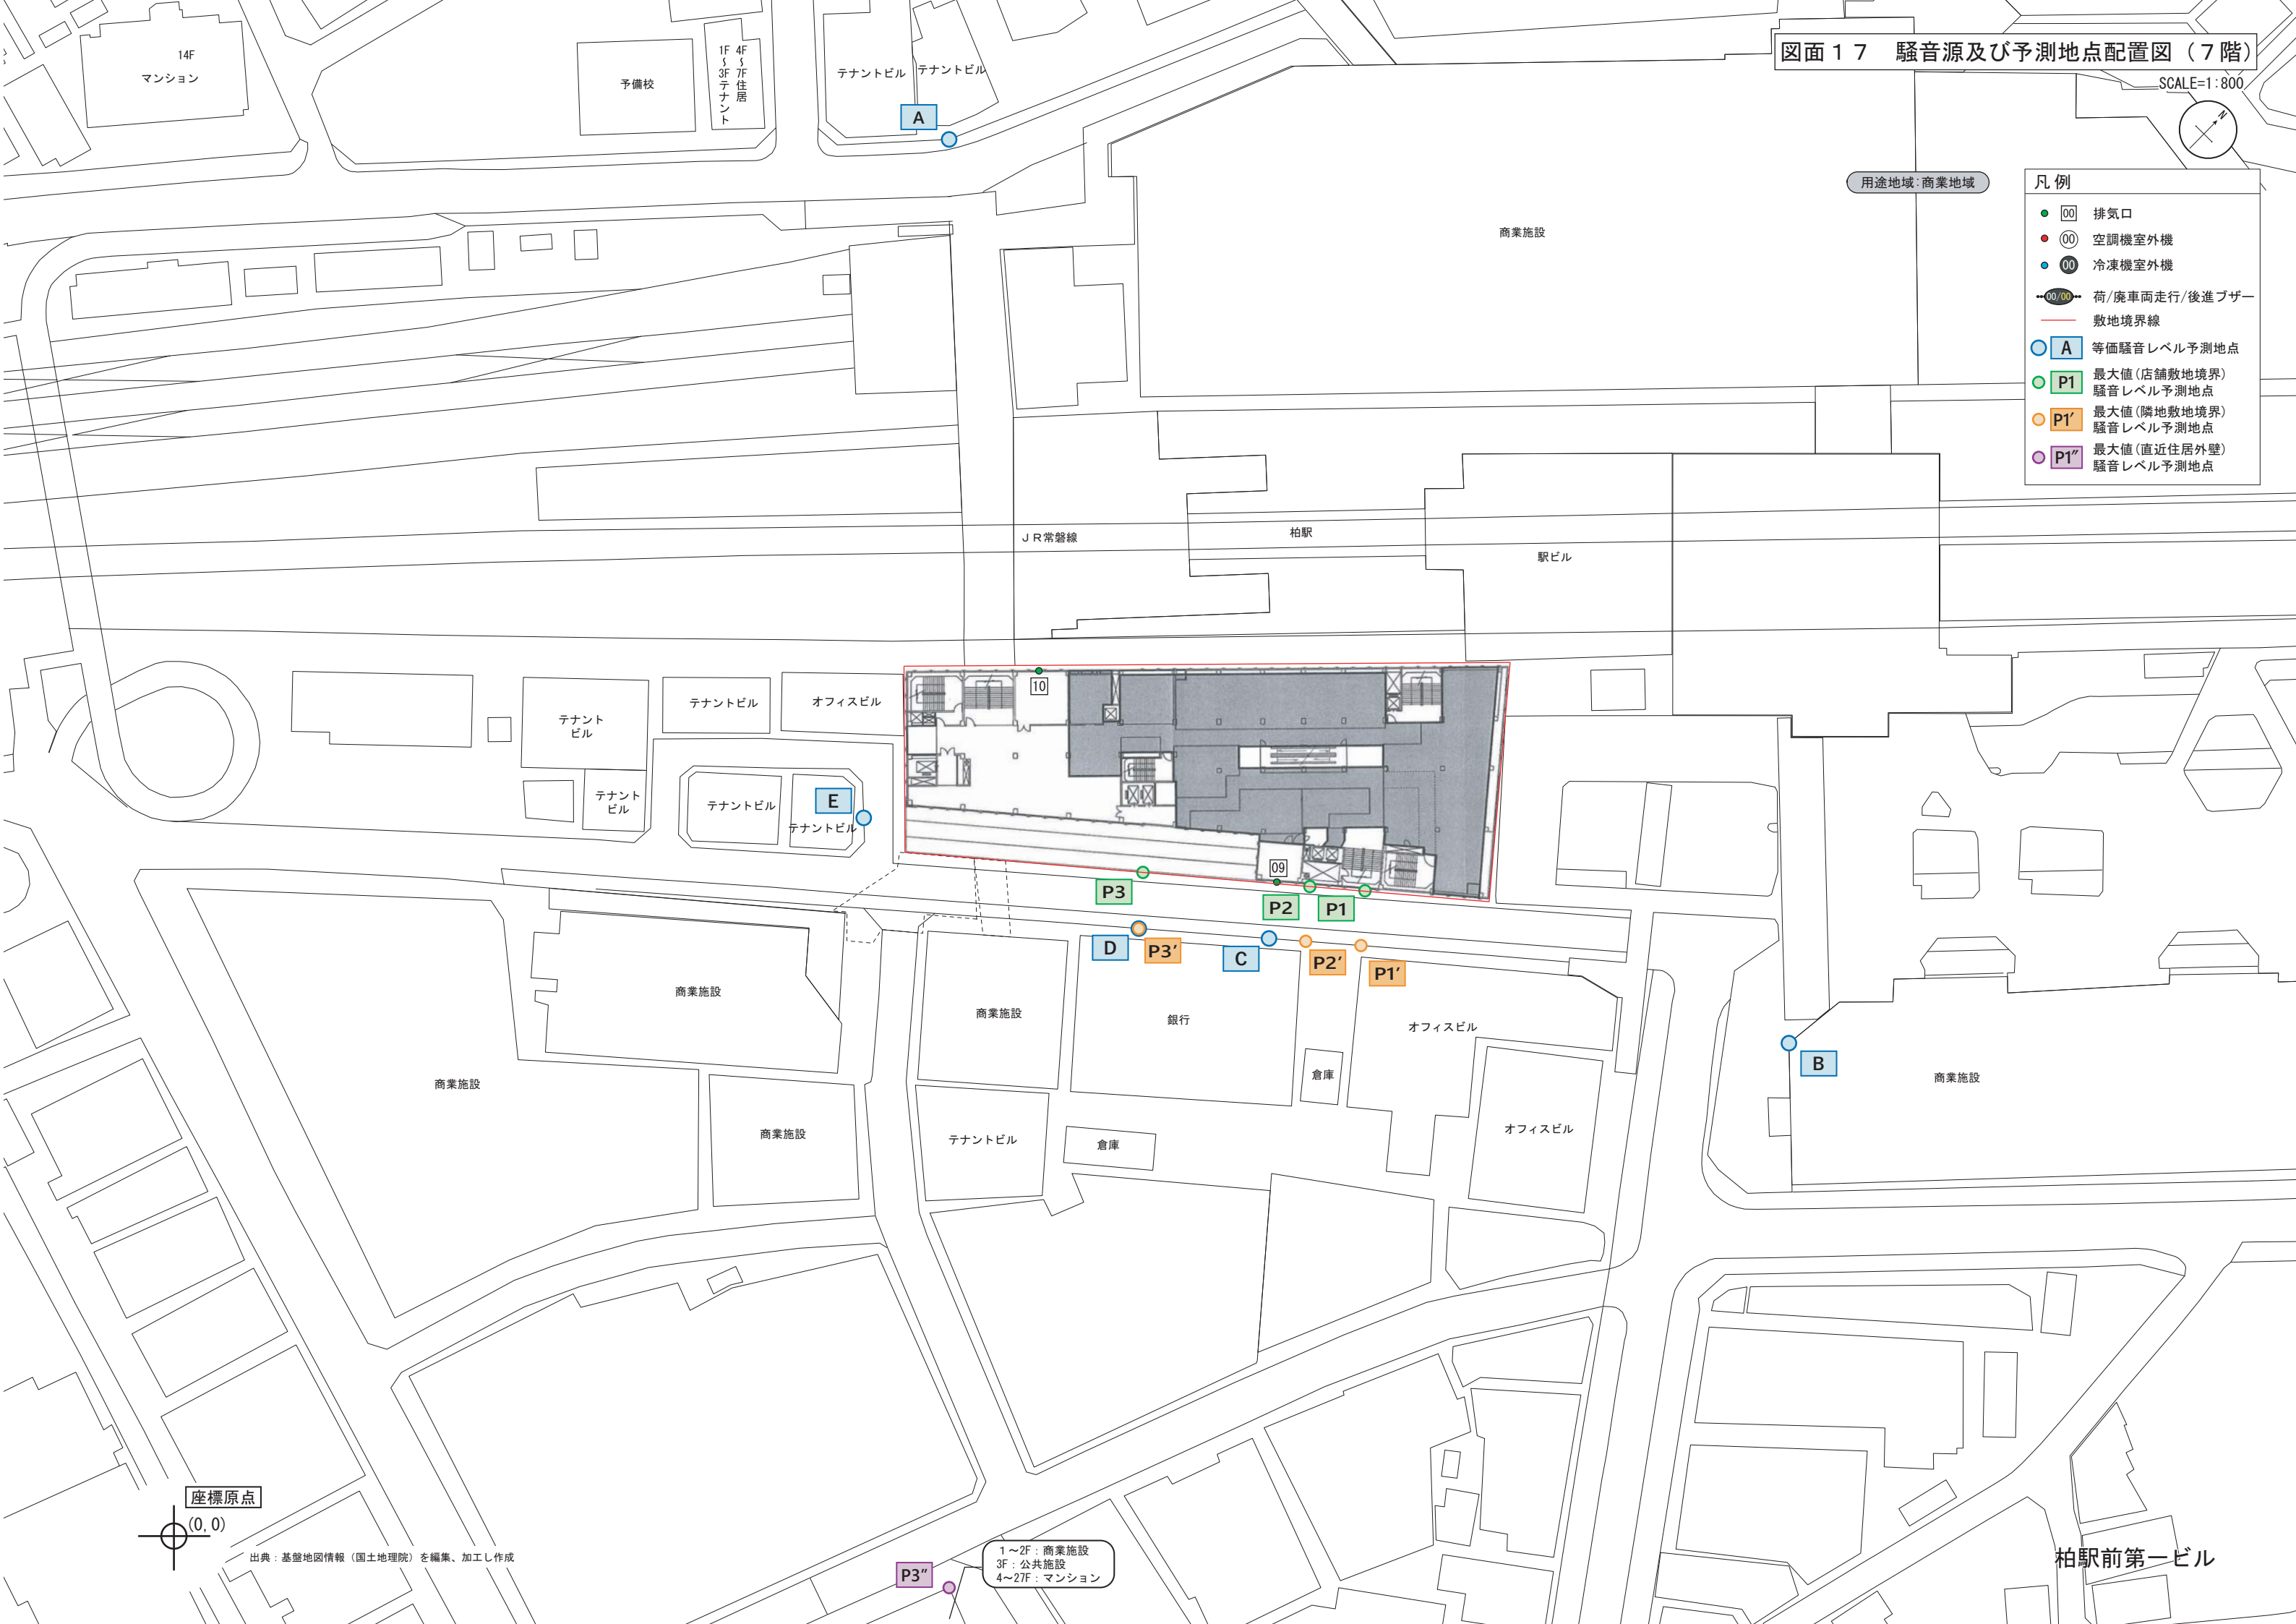 図面１７　騒音源及び予測地点配置図（７階）
SCALE=1:800
N
用途地域:商業地域
凡例
00 排気口
00 空調機室外機
00 冷凍機室外機
00/00 荷/廃車両走行/後進ブザー
敷地境界線
A 等価騒音レベル予測地点
P1 最大値(店舗敷地境界)
騒音レベル予測地点
P1′ 最大値(隣地敷地境界)
騒音レベル予測地点
P1″ 最大値(直近住居外壁)
騒音レベル予測地点
14F
マンション
予備校
1F～3Fテナント
4F～7F住居
テナントビル
テナントビル
A
商業施設
ＪＲ常磐線
柏駅
駅ビル
テナント
ビル
テナントビル
オフィスビル
10
テナント
ビル
テナントビル
E
テナントビル
09
P3
P2
P1
D
P3′
C
P2′
P1′
商業施設
商業施設
銀行
オフィスビル
倉庫
B
商業施設
商業施設
商業施設
テナントビル
倉庫
オフィスビル
座標原点
(0,0)
出典：基盤地図情報（国土地理院）を編集、加工し作成
P3″
１～2F：商業施設
3F：公共施設
4～27F：マンション
柏駅前第一ビル